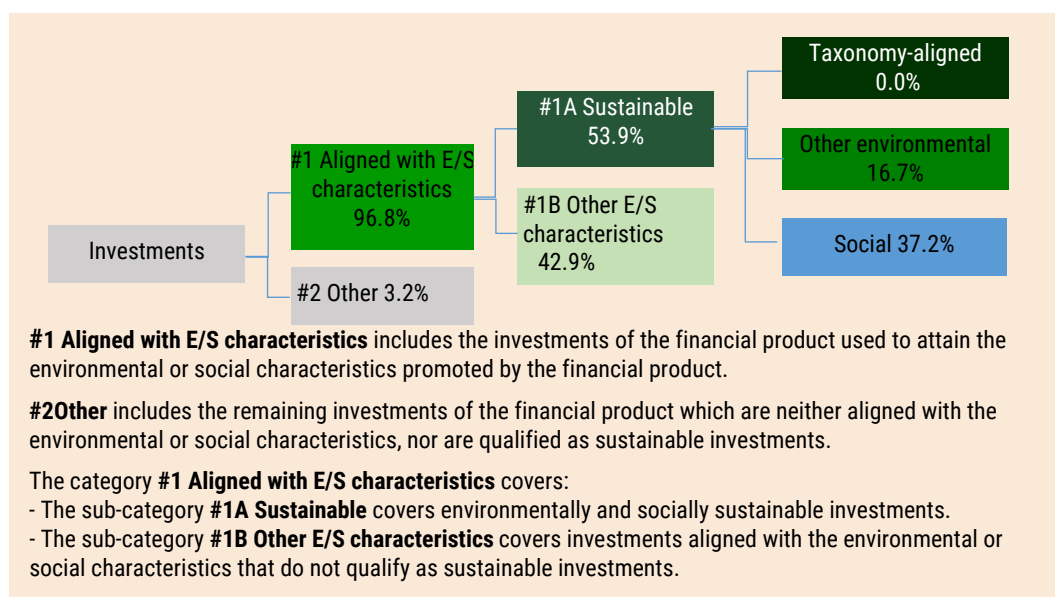 Taxonomy-aligned
0.0%
#1A Sustainable
53.9%
Other environmental
16.7%
#1 Aligned with E/S
characteristics
96.8%
#1B Other E/S
characteristics
42.9%
Social 37.2%
Investments
#2 Other 3.2%
#1 Aligned with E/S characteristics includes the investments of the financial product used to attain the
environmental or social characteristics promoted by the financial product.
#2Other includes the remaining investments of the financial product which are neither aligned with the
environmental or social characteristics, nor are qualified as sustainable investments.
The category #1 Aligned with E/S characteristics covers:
- The sub-category #1A Sustainable covers environmentally and socially sustainable investments.
- The sub-category #1B Other E/S characteristics covers investments aligned with the environmental or
social characteristics that do not qualify as sustainable investments.